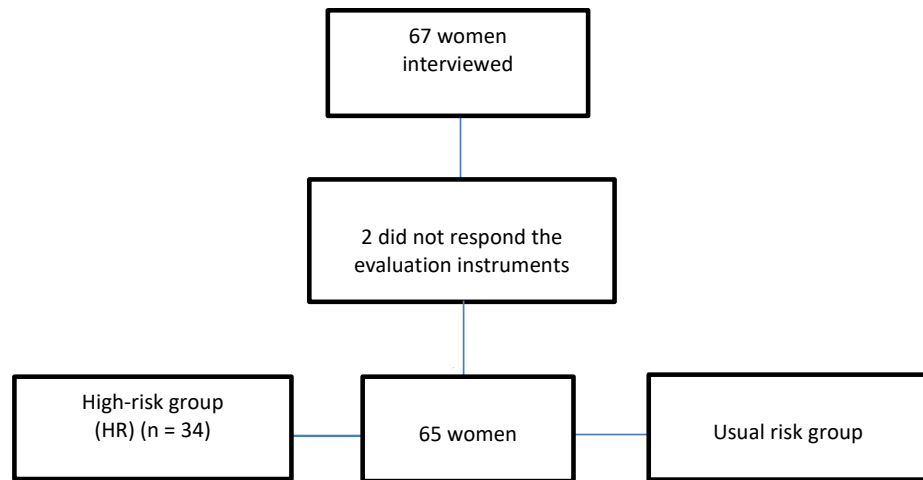 67 women
interviewed
2 did not respond the
evaluation instruments
High-risk group
(HR) (n = 34)
65 women
Usual risk group